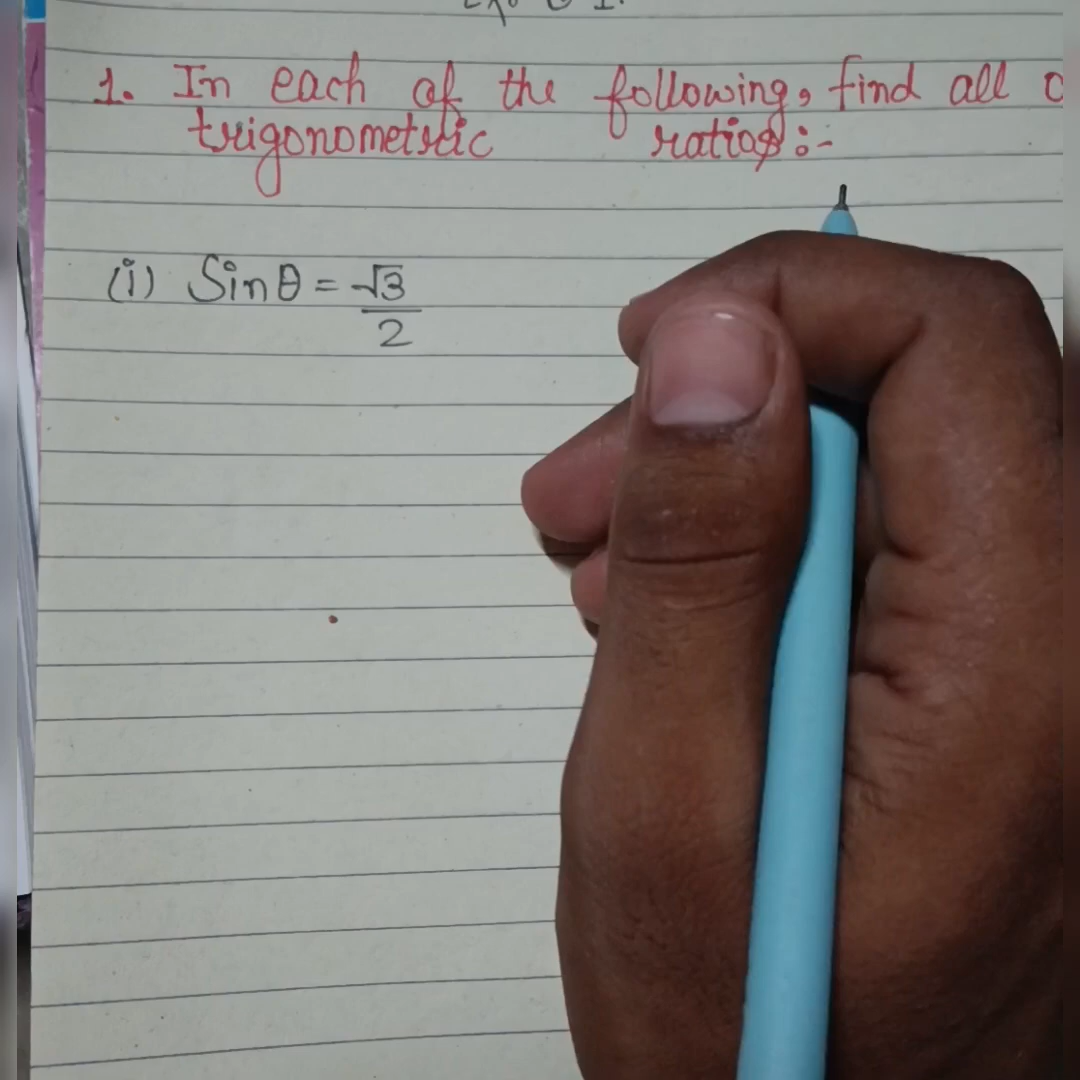 1. In each of the following, find all
trigonometric ratios :-
(i) Sin θ = √3
2